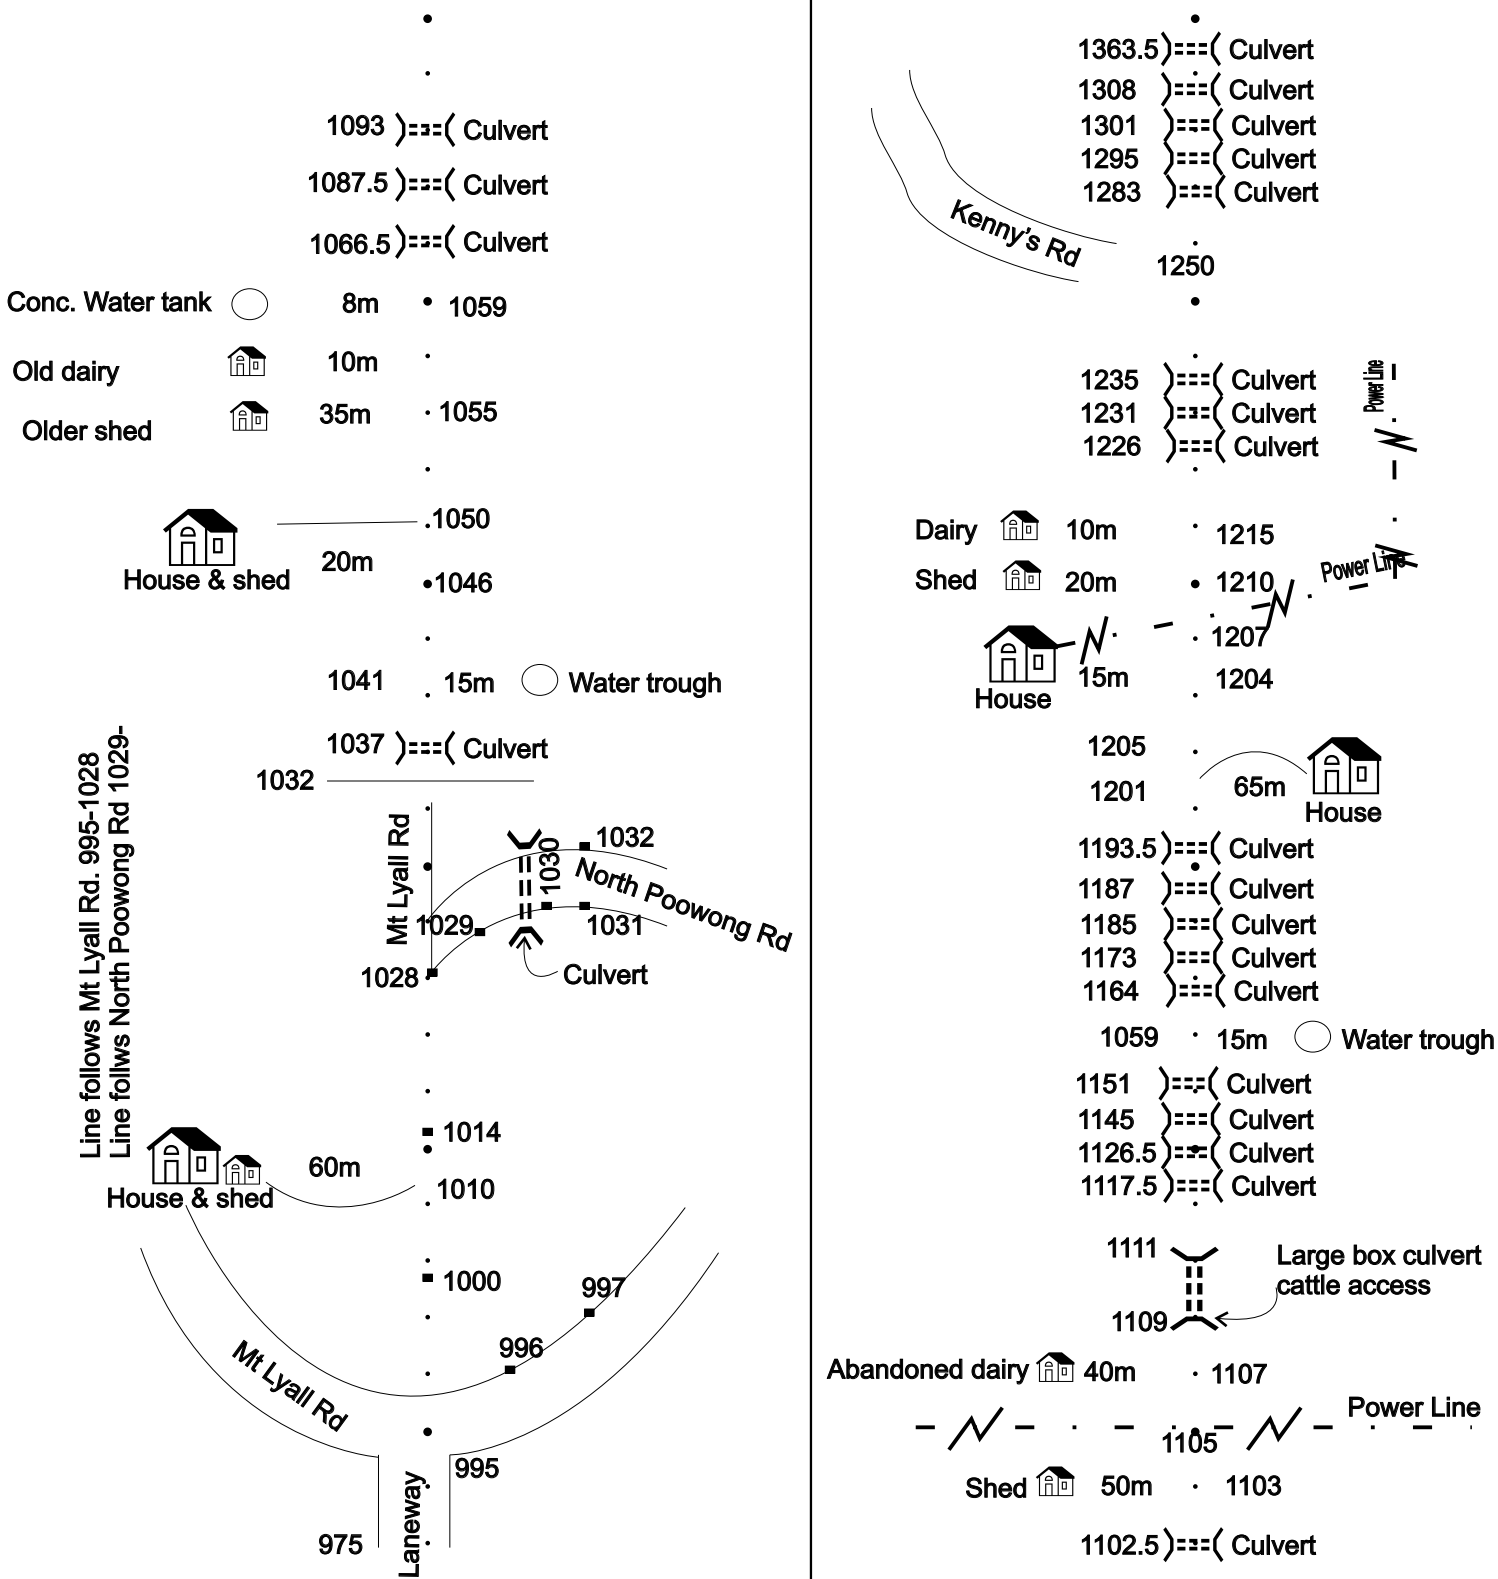 1093 Culvert
1087.5 Culvert
1066.5 Culvert
Conc. Water tank 8m 1059
Old dairy 10m
Older shed 35m 1055
1050
20m
House & shed 1046
1041 15m Water trough
1037 Culvert
1032
Line follows Mt Lyall Rd. 995-1028
Line follws North Poowong Rd 1029-
Mt Lyall Rd
1032
1030
North Poowong Rd
1029
1031
1028
Culvert
1014
60m
House & shed
1010
1000
997
996
Mt Lyall Rd
995
Laneway
975
1363.5 Culvert
1308 Culvert
1301 Culvert
1295 Culvert
1283 Culvert
Kenny's Rd
1250
1235 Culvert
1231 Culvert
1226 Culvert
Power Line
Dairy 10m 1215
Shed 20m 1210
Power Line
1207
House 15m 1204
1205
1201 65m
House
1193.5 Culvert
1187 Culvert
1185 Culvert
1173 Culvert
1164 Culvert
1059 15m Water trough
1151 Culvert
1145 Culvert
1126.5 Culvert
1117.5 Culvert
1111
Large box culvert
cattle access
1109
Abandoned dairy 40m 1107
Power Line
1105
Shed 50m 1103
1102.5 Culvert